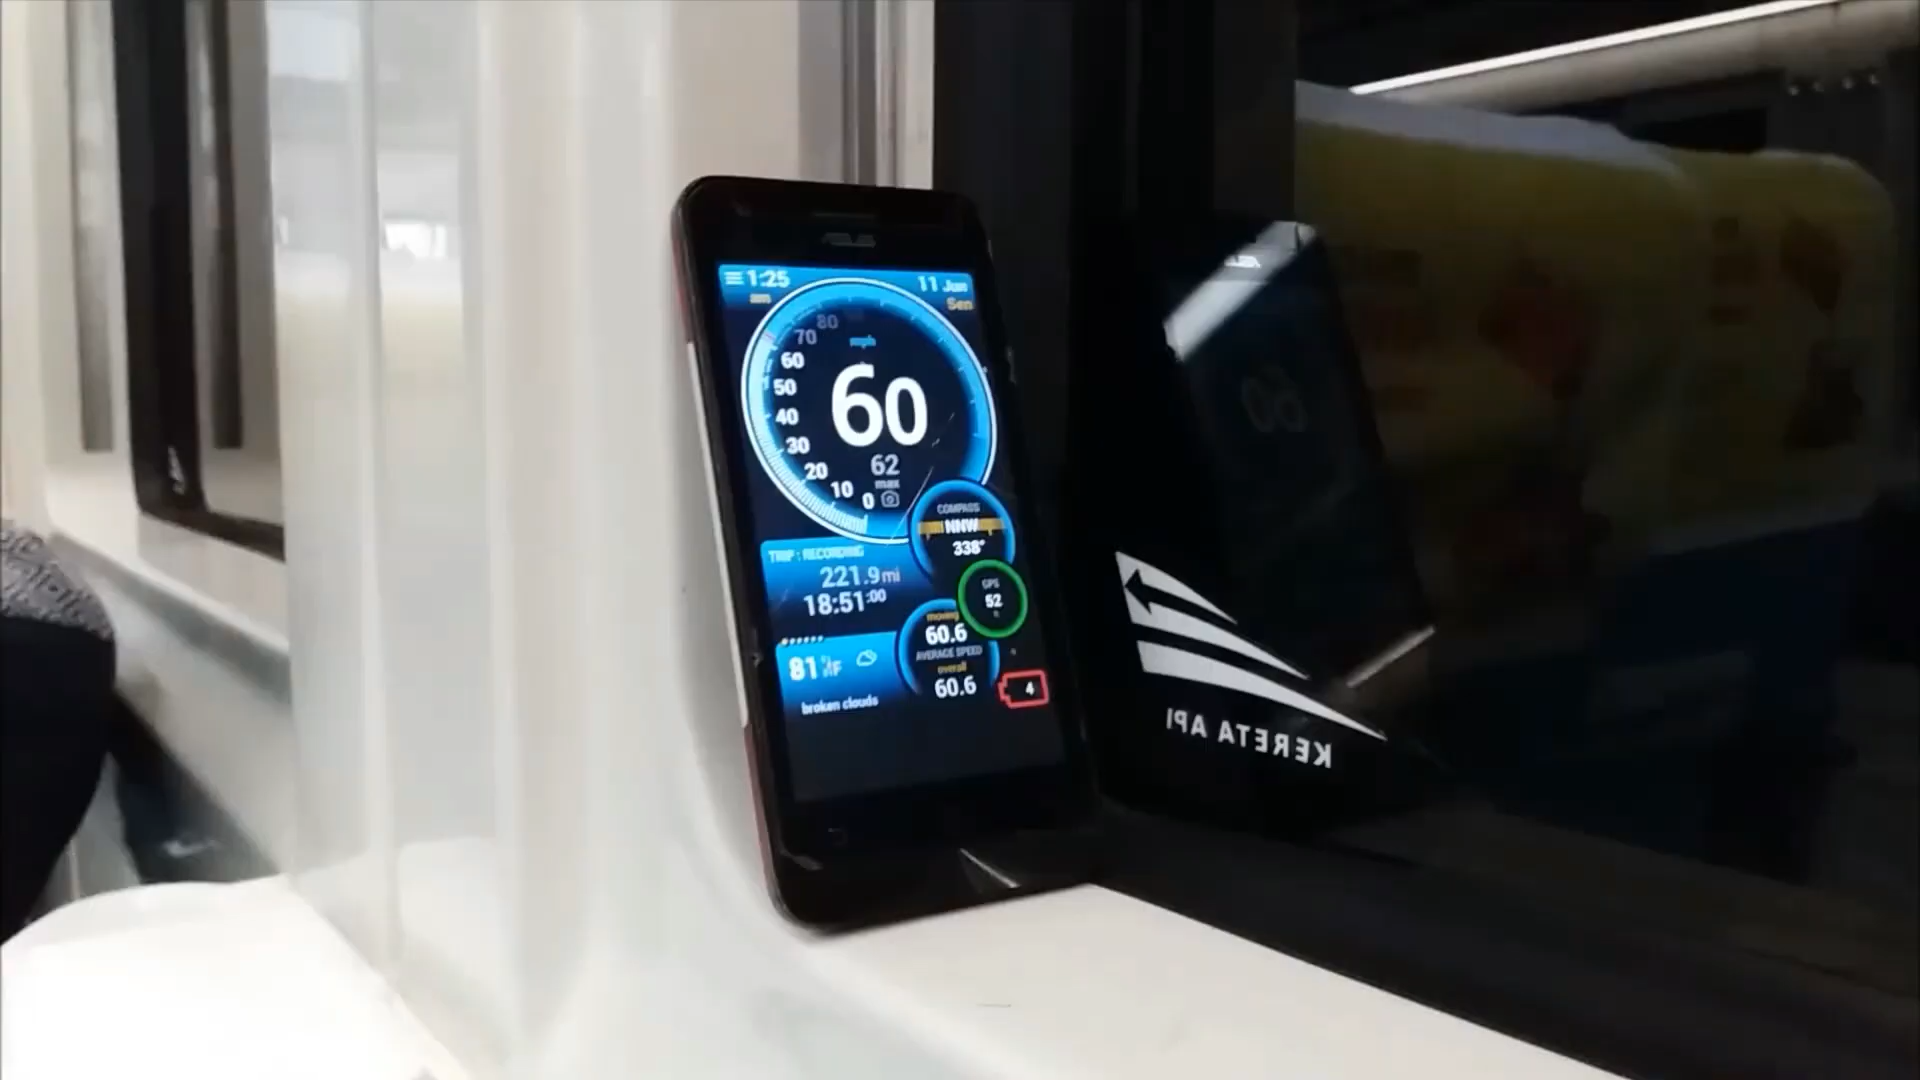 ASUS
1:25
am
11 Jun
Sen
80
70
60
50
40
30
20
10
0
mph
60
62
max
COMPASS
NNW
338°
TRIP : RECORDING
221.9 mi
18:51:00
GPS
52
moving
60.6
AVERAGE SPEED
overall
60.6
81 °F
broken clouds
4
60
KERETA API